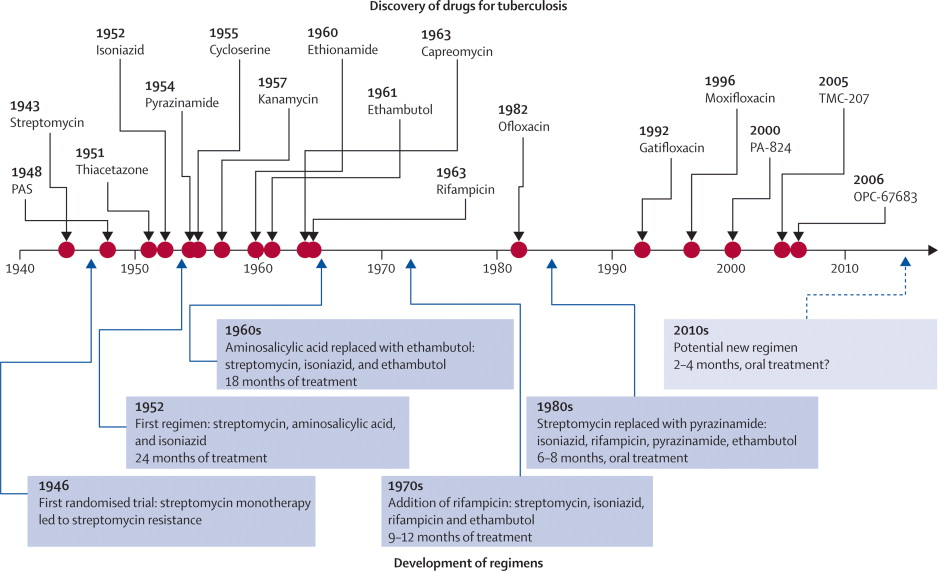 Discovery of drugs for tuberculosis
1943
Streptomycin
1948
PAS
1951
Thiacetazone
1952
Isoniazid
1954
Pyrazinamide
1955
Cycloserine
1957
Kanamycin
1960
Ethionamide
1961
Ethambutol
1963
Capreomycin
1963
Rifampicin
1982
Ofloxacin
1992
Gatifloxacin
1996
Moxifloxacin
2000
PA-824
2005
TMC-207
2006
OPC-67683
1940
1950
1960
1970
1980
1990
2000
2010
1960s
Aminosalicylic acid replaced with ethambutol:
streptomycin, isoniazid, and ethambutol
18 months of treatment
2010s
Potential new regimen
2–4 months, oral treatment?
1952
First regimen: streptomycin, aminosalicylic acid,
and isoniazid
24 months of treatment
1980s
Streptomycin replaced with pyrazinamide:
isoniazid, rifampicin, pyrazinamide, ethambutol
6–8 months, oral treatment
1946
First randomised trial: streptomycin monotherapy
led to streptomycin resistance
1970s
Addition of rifampicin: streptomycin, isoniazid,
rifampicin and ethambutol
9–12 months of treatment
Development of regimens